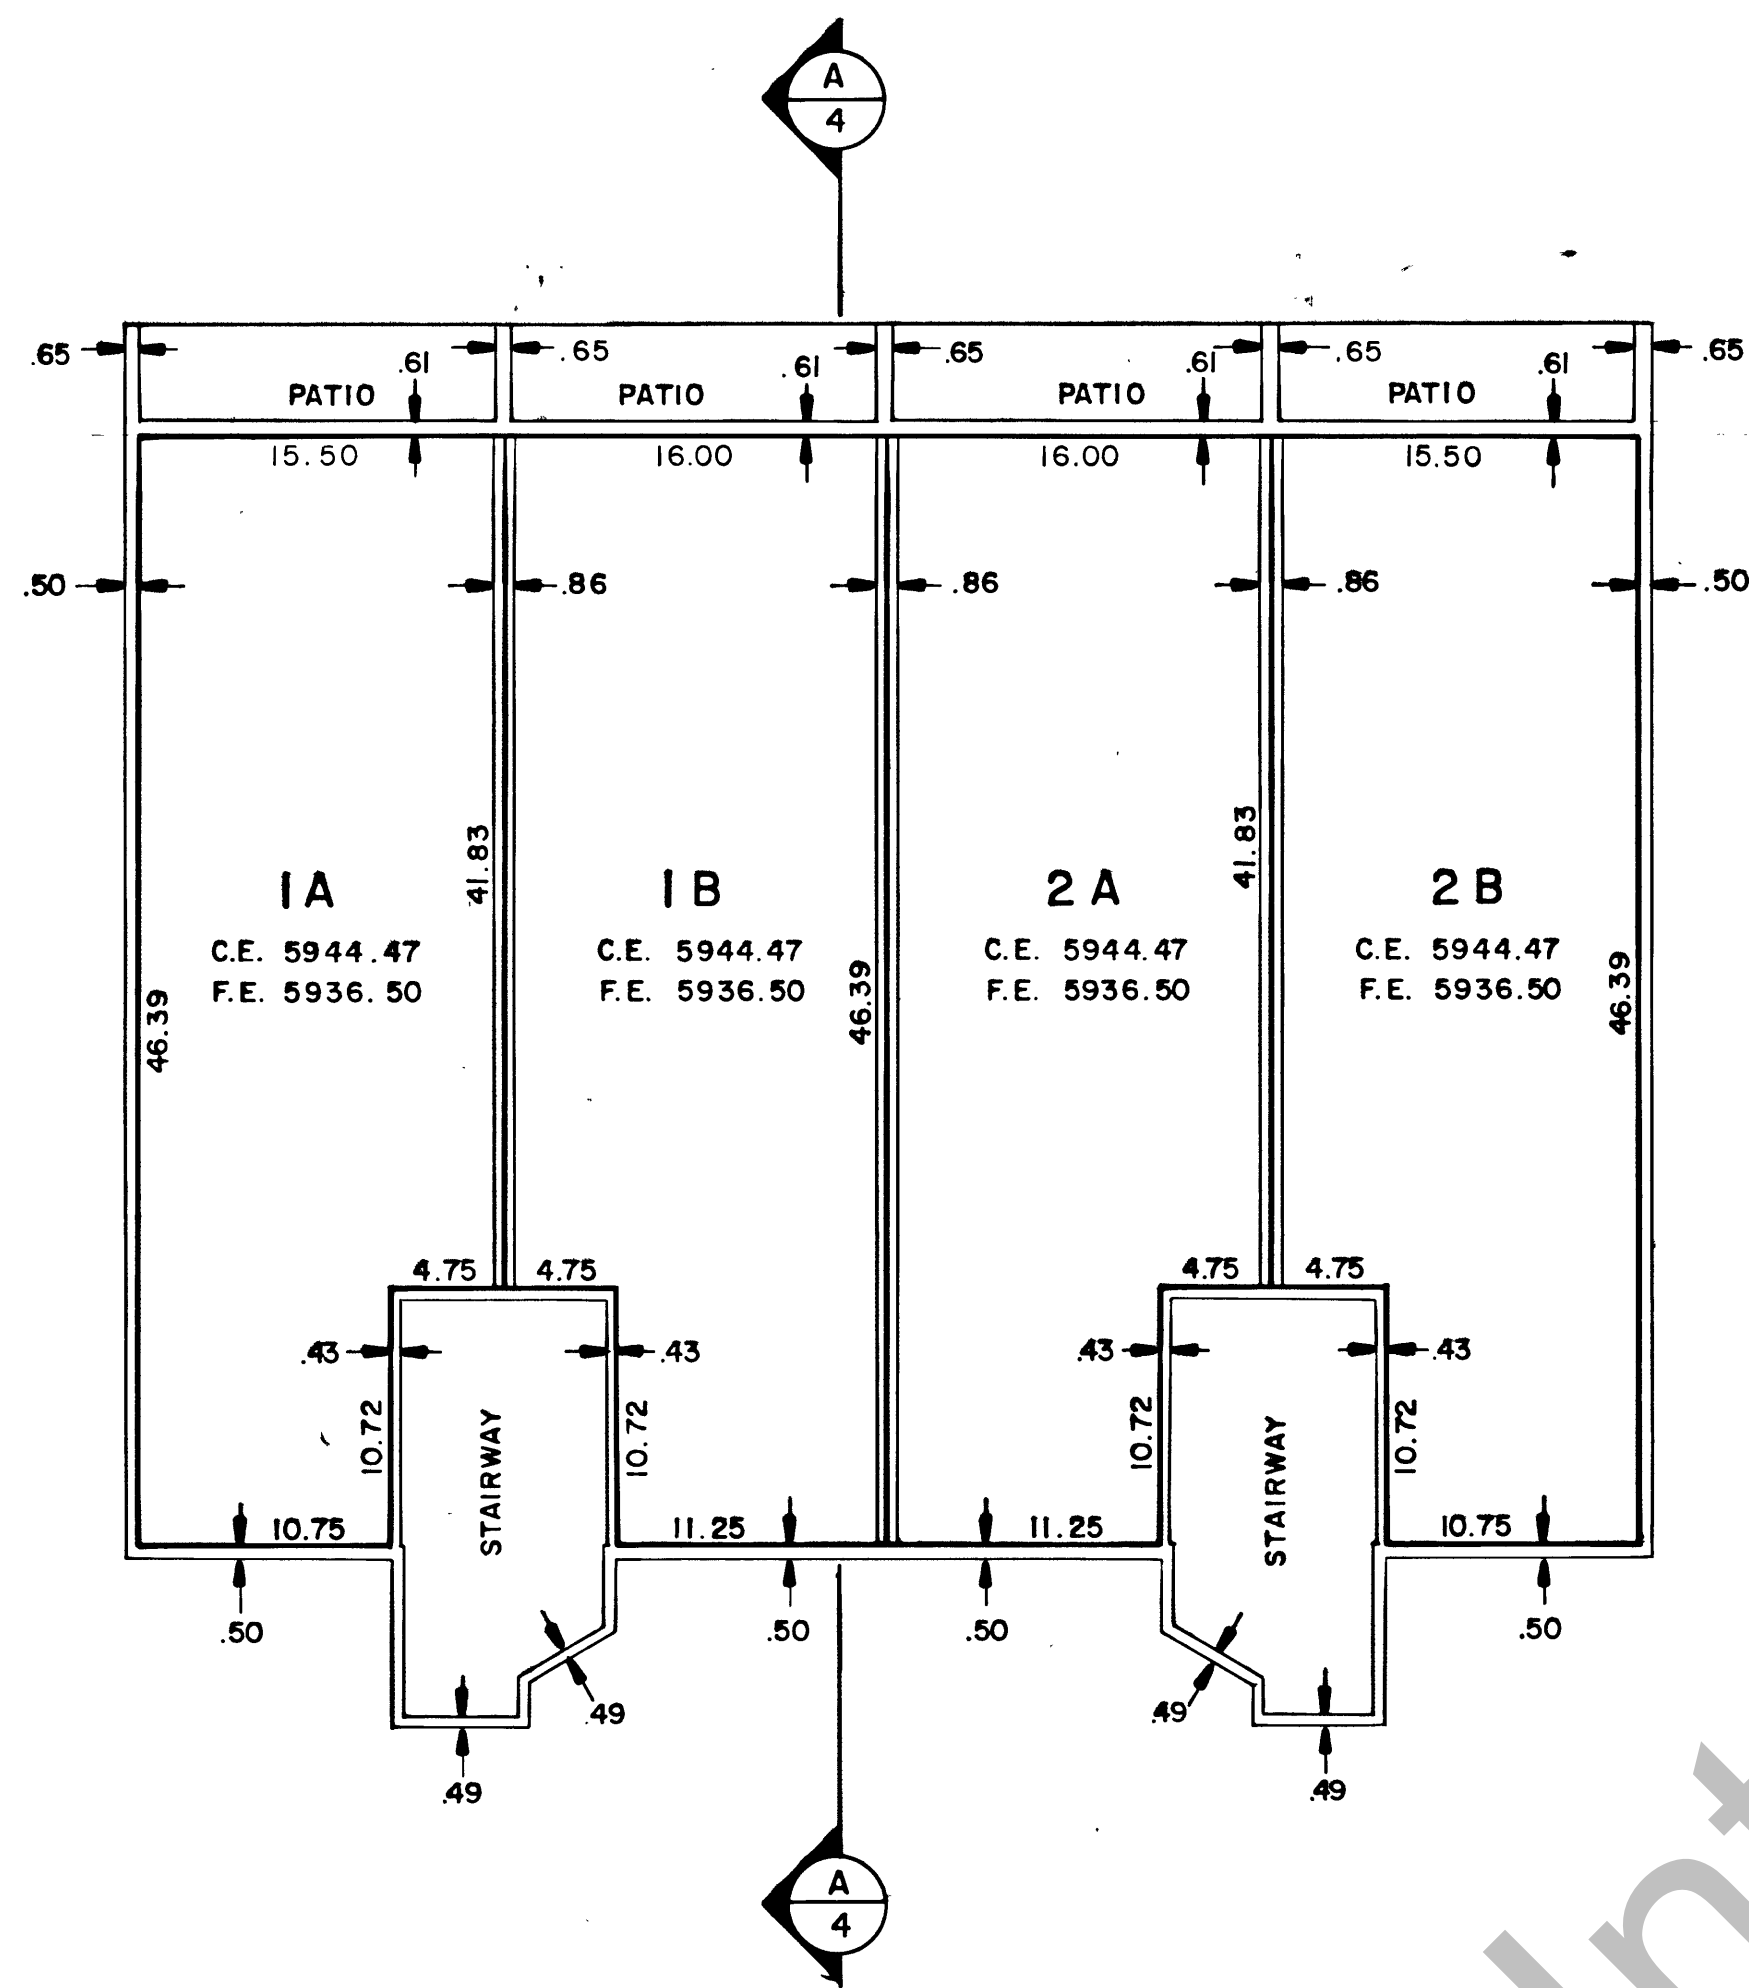 A
4
.65
.65
.65
.65
.65
.61
.61
.61
.61
PATIO
PATIO
PATIO
PATIO
15.50
16.00
16.00
15.50
.50
.86
.86
.86
.50
41.83
41.83
1A
1B
2A
2B
C.E. 5944.47
C.E. 5944.47
C.E. 5944.47
C.E. 5944.47
F.E. 5936.50
F.E. 5936.50
F.E. 5936.50
F.E. 5936.50
46.39
46.39
46.39
4.75
4.75
4.75
4.75
.43
.43
.43
.43
10.72
10.72
10.72
10.72
STAIRWAY
STAIRWAY
10.75
11.25
11.25
10.75
.50
.50
.50
.50
.49
.49
.49
.49
A
4